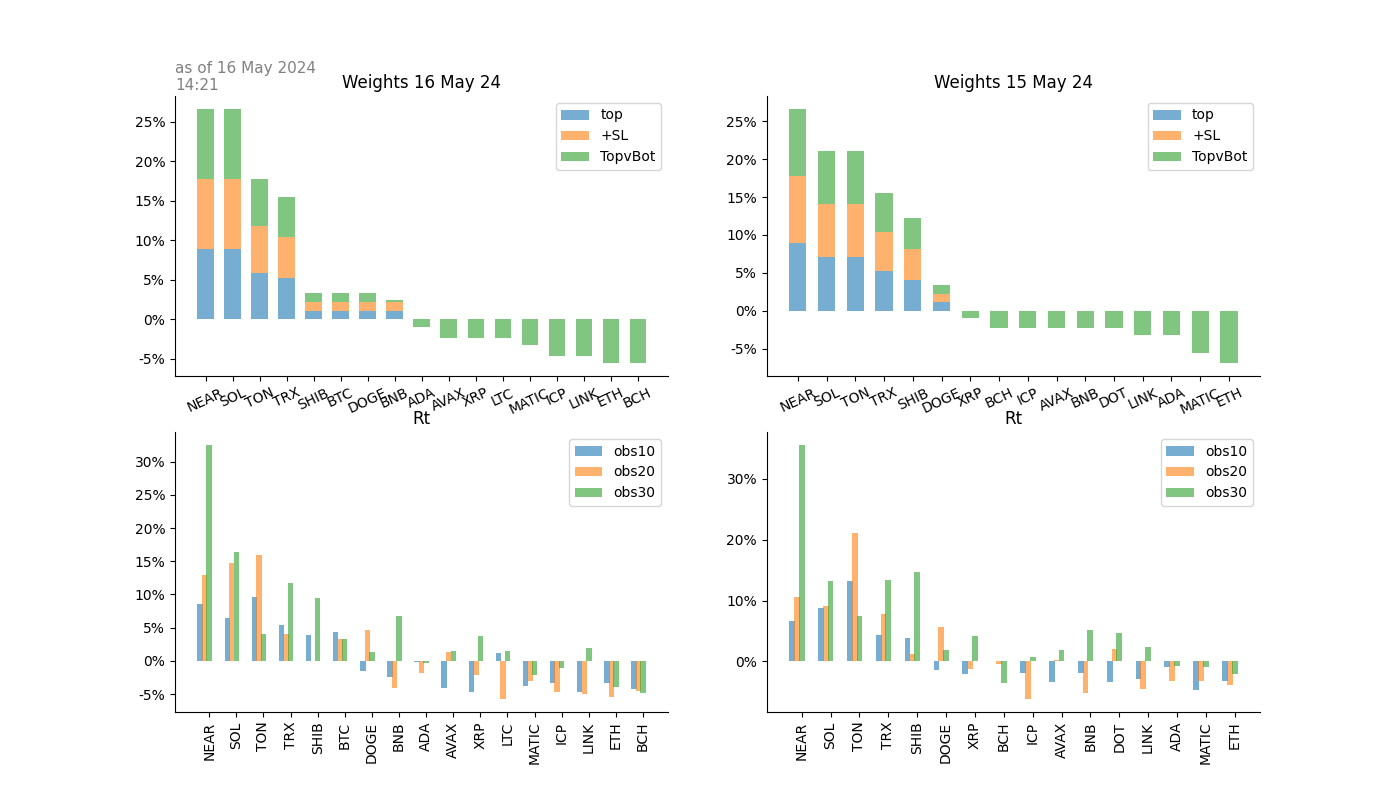 as of 16 May 2024
14:21
Weights 16 May 24
25%
20%
15%
10%
5%
0%
-5%
top
+SL
TopvBot
NEAR SOL TON TRX SHIB BTC DOGE BNB ADA AVAX XRP LTC MATIC ICP LINK ETH BCH
Weights 15 May 24
25%
20%
15%
10%
5%
0%
-5%
top
+SL
TopvBot
NEAR SOL TON TRX SHIB DOGE XRP BCH ICP AVAX BNB DOT LINK ADA MATIC ETH
Rt
30%
25%
20%
15%
10%
5%
0%
-5%
obs10
obs20
obs30
NEAR SOL TON TRX SHIB BTC DOGE BNB ADA AVAX XRP LTC MATIC ICP LINK ETH BCH
Rt
30%
20%
10%
0%
obs10
obs20
obs30
NEAR SOL TON TRX SHIB DOGE XRP BCH ICP AVAX BNB DOT LINK ADA MATIC ETH